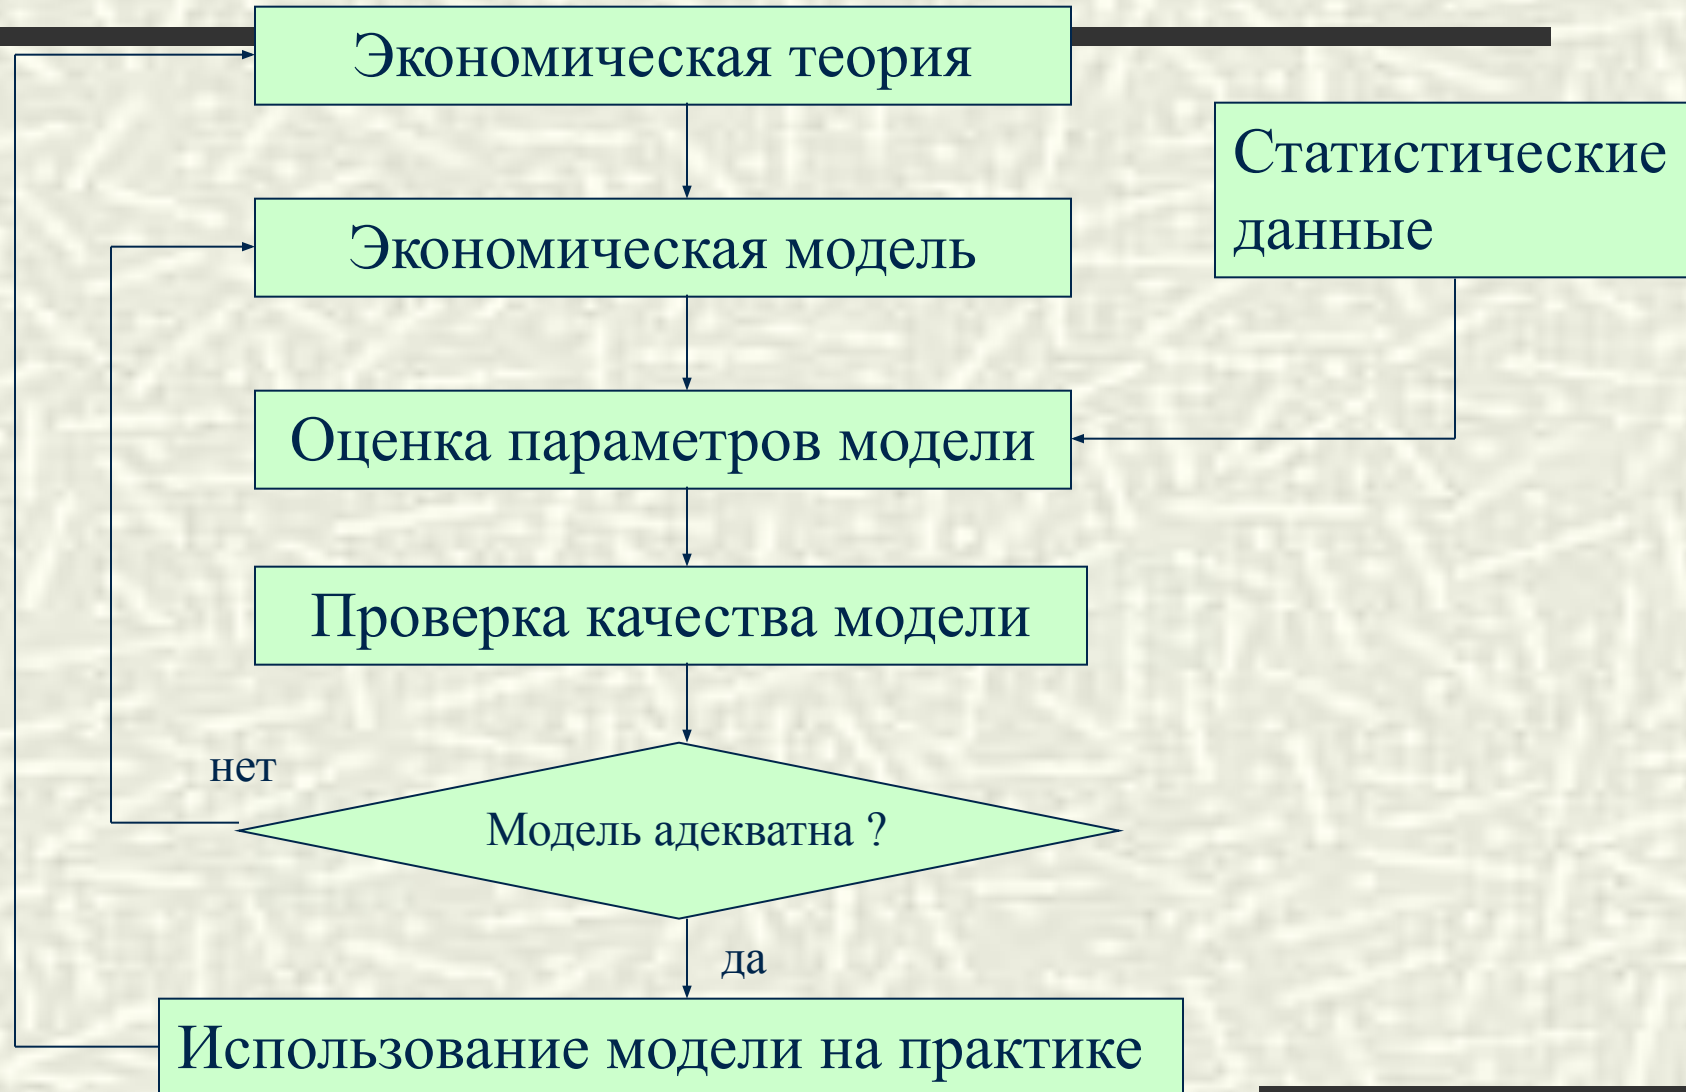 Экономическая теория
Статистические
данные
Экономическая модель
Оценка параметров модели
Проверка качества модели
нет
Модель адекватна ?
да
Использование модели на практике